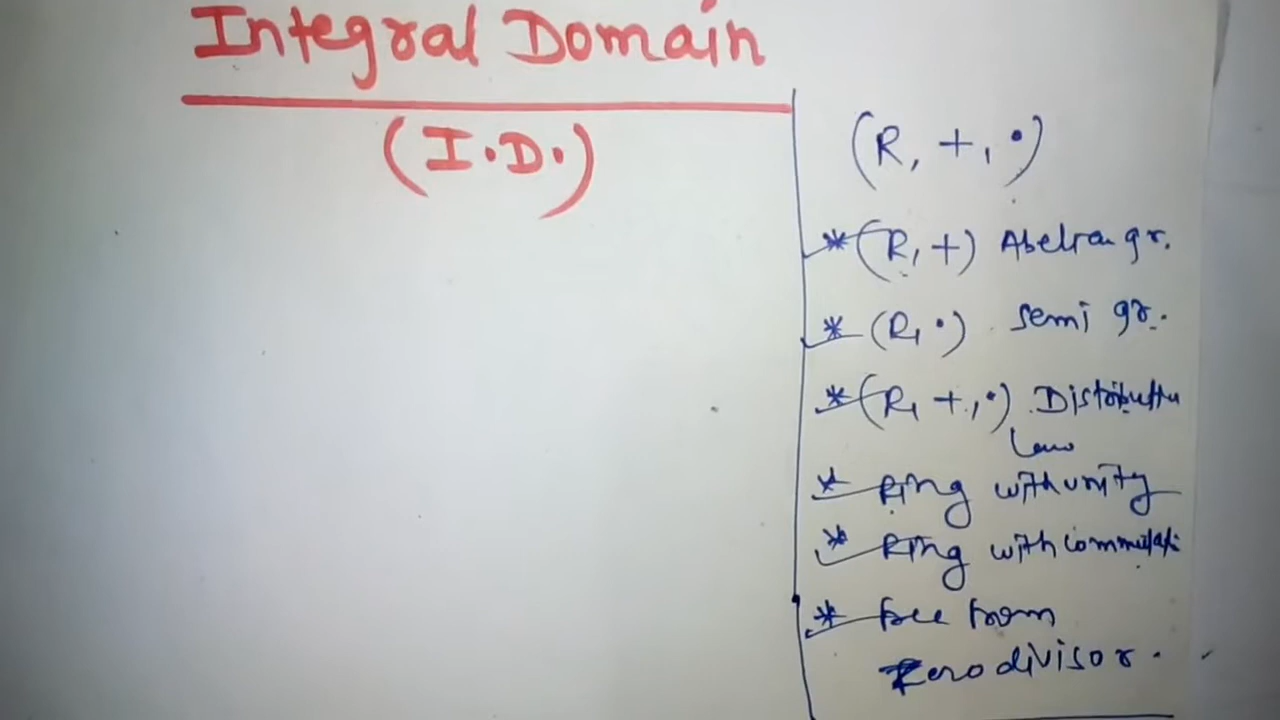 Integral Domain
(I.D.)
(R, +, •)
* (R, +) Abelian gr.
* (R, •) Semi gr.
* (R, +, •) Distributive
Law
* Ring with unity
* Ring with commutati
* free from
Zero divisor.